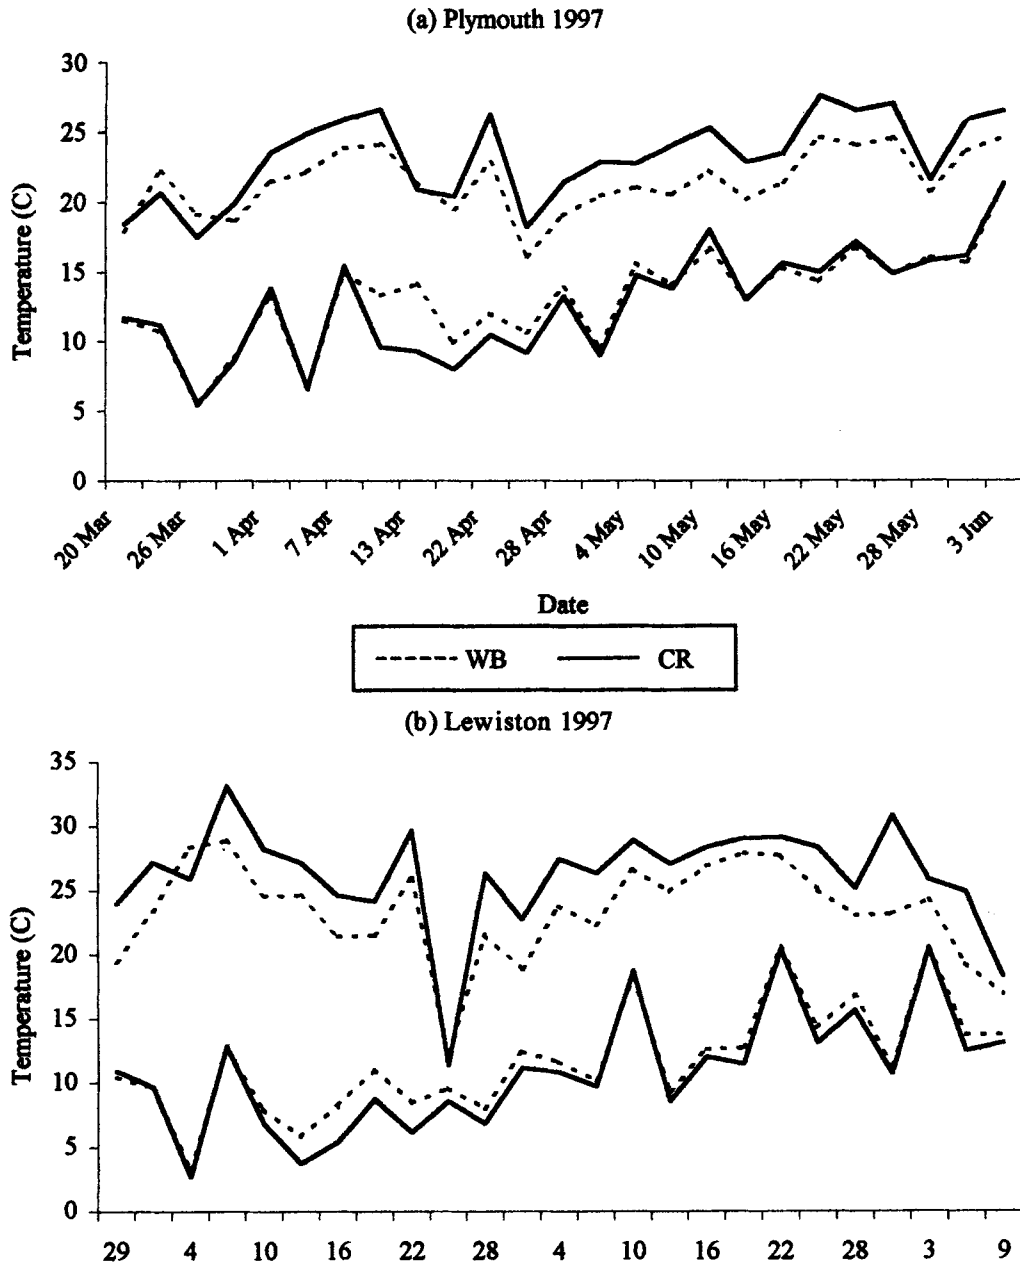 (a) Plymouth 1997
30
25
20
15
10
5
0
Temperature (C)
20 Mar 26 Mar 1 Apr 7 Apr 13 Apr 22 Apr 28 Apr 4 May 10 May 16 May 22 May 28 May 3 Jun
Date
WB CR
(b) Lewiston 1997
35
30
25
20
15
10
5
0
Temperature (C)
29 4 10 16 22 28 4 10 16 22 28 3 9